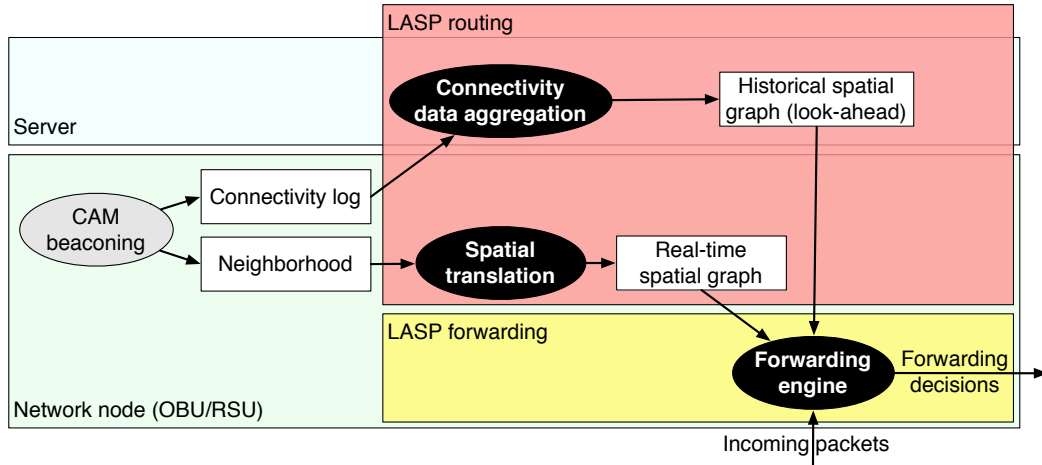 LASP routing
Connectivity
data aggregation
Historical spatial
graph (look-ahead)
Server
CAM
beaconing
Connectivity log
Neighborhood
Spatial
translation
Real-time
spatial graph
LASP forwarding
Forwarding
engine
Forwarding
decisions
Network node (OBU/RSU)
Incoming packets